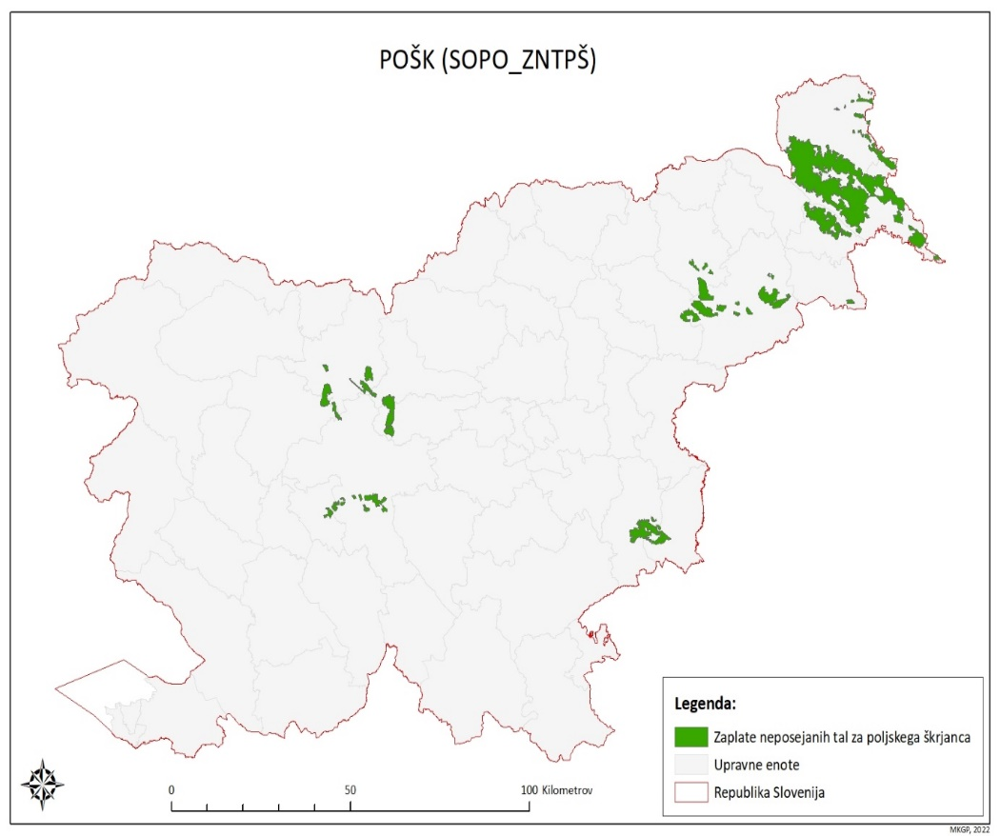 POŠK (SOPO_ZNTPŠ)
Legenda:
Zaplate neposejanih tal za poljskega škrjanca
Upravne enote
Republika Slovenija
0 50 100 Kilometrov
MKGP, 2022